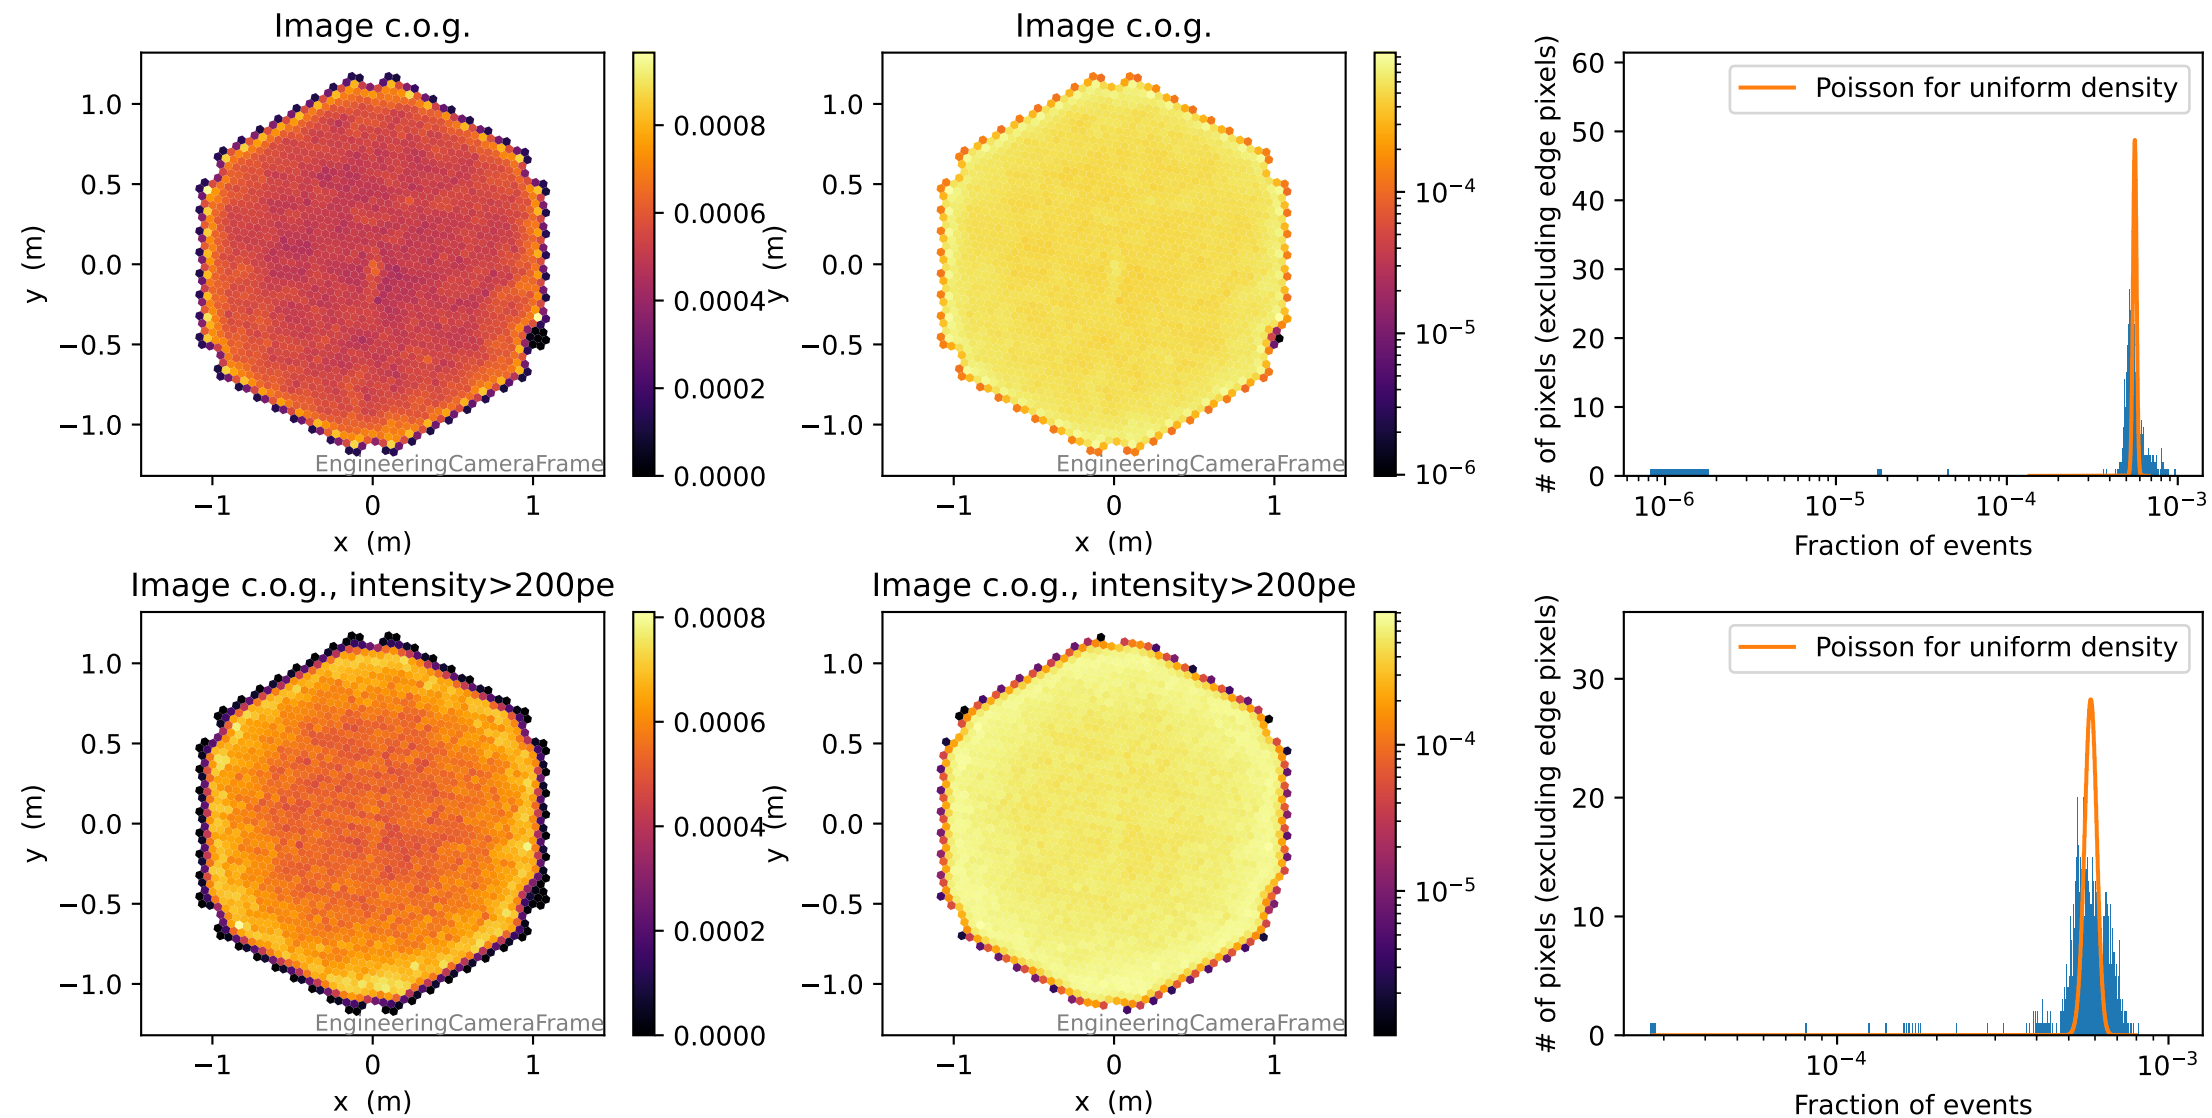 Image c.o.g.
1.0
0.5
0.0
−0.5
−1.0
y (m)
−1
0
1
x (m)
EngineeringCameraFrame
0.0008
0.0006
0.0004
0.0002
0.0000
Image c.o.g.
1.0
0.5
0.0
−0.5
−1.0
y (m)
−1
0
1
x (m)
EngineeringCameraFrame
10⁻⁴
10⁻⁵
10⁻⁶
# of pixels (excluding edge pixels)
60
50
40
30
20
10
0
Poisson for uniform density
10⁻⁶
10⁻⁵
10⁻⁴
10⁻³
Fraction of events
Image c.o.g., intensity>200pe
1.0
0.5
0.0
−0.5
−1.0
y (m)
−1
0
1
x (m)
EngineeringCameraFrame
0.0008
0.0006
0.0004
0.0002
0.0000
Image c.o.g., intensity>200pe
1.0
0.5
0.0
−0.5
−1.0
y (m)
−1
0
1
x (m)
EngineeringCameraFrame
10⁻⁴
10⁻⁵
# of pixels (excluding edge pixels)
30
20
10
0
Poisson for uniform density
10⁻⁴
10⁻³
Fraction of events